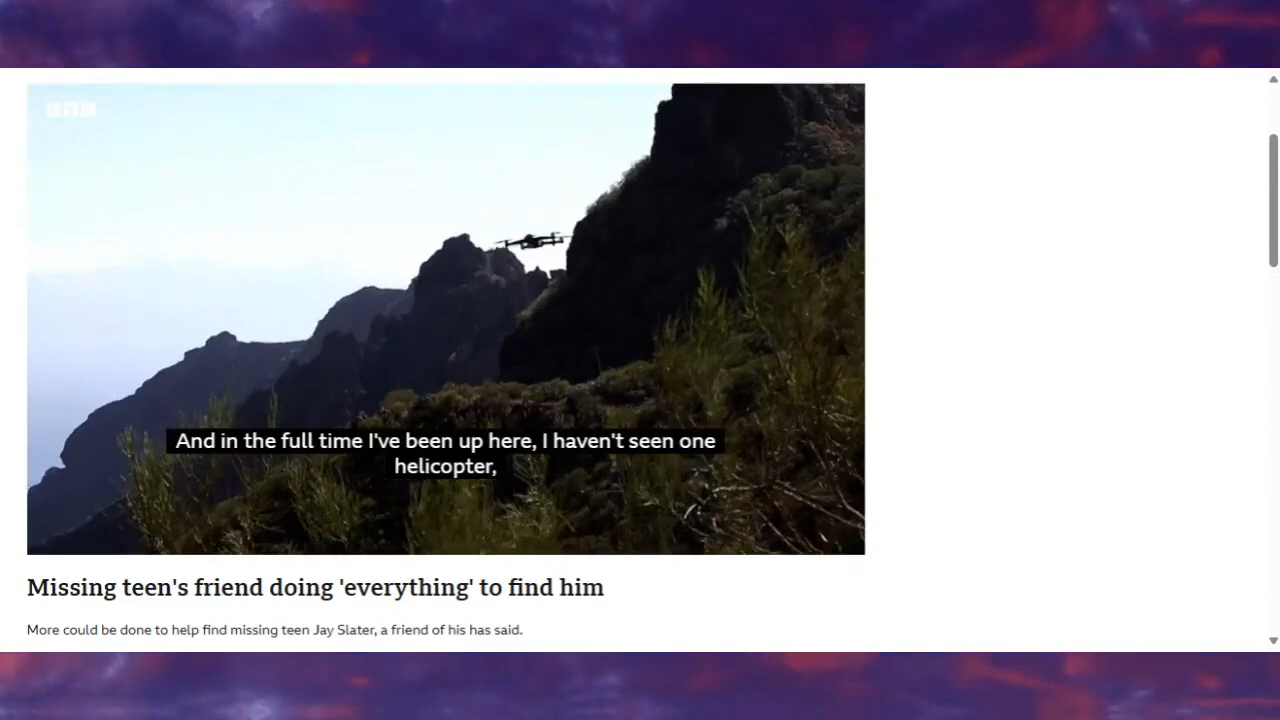 BBC
And in the full time I've been up here, I haven't seen one
helicopter,
Missing teen's friend doing 'everything' to find him
More could be done to help find missing teen Jay Slater, a friend of his has said.